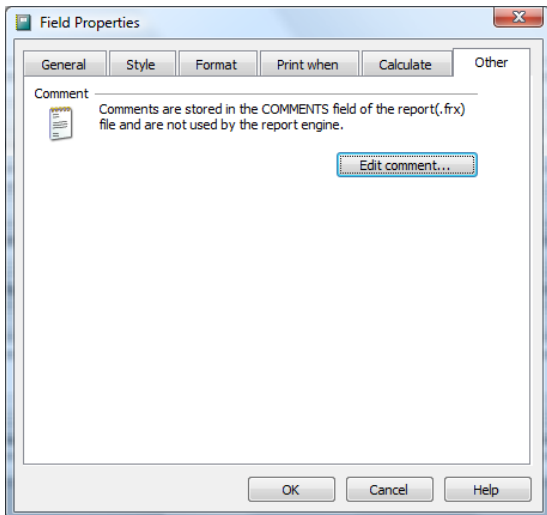 Field Properties
General Style Format Print when Calculate Other
Comment
Comments are stored in the COMMENTS field of the report(.frx)
file and are not used by the report engine.
Edit comment...
OK Cancel Help